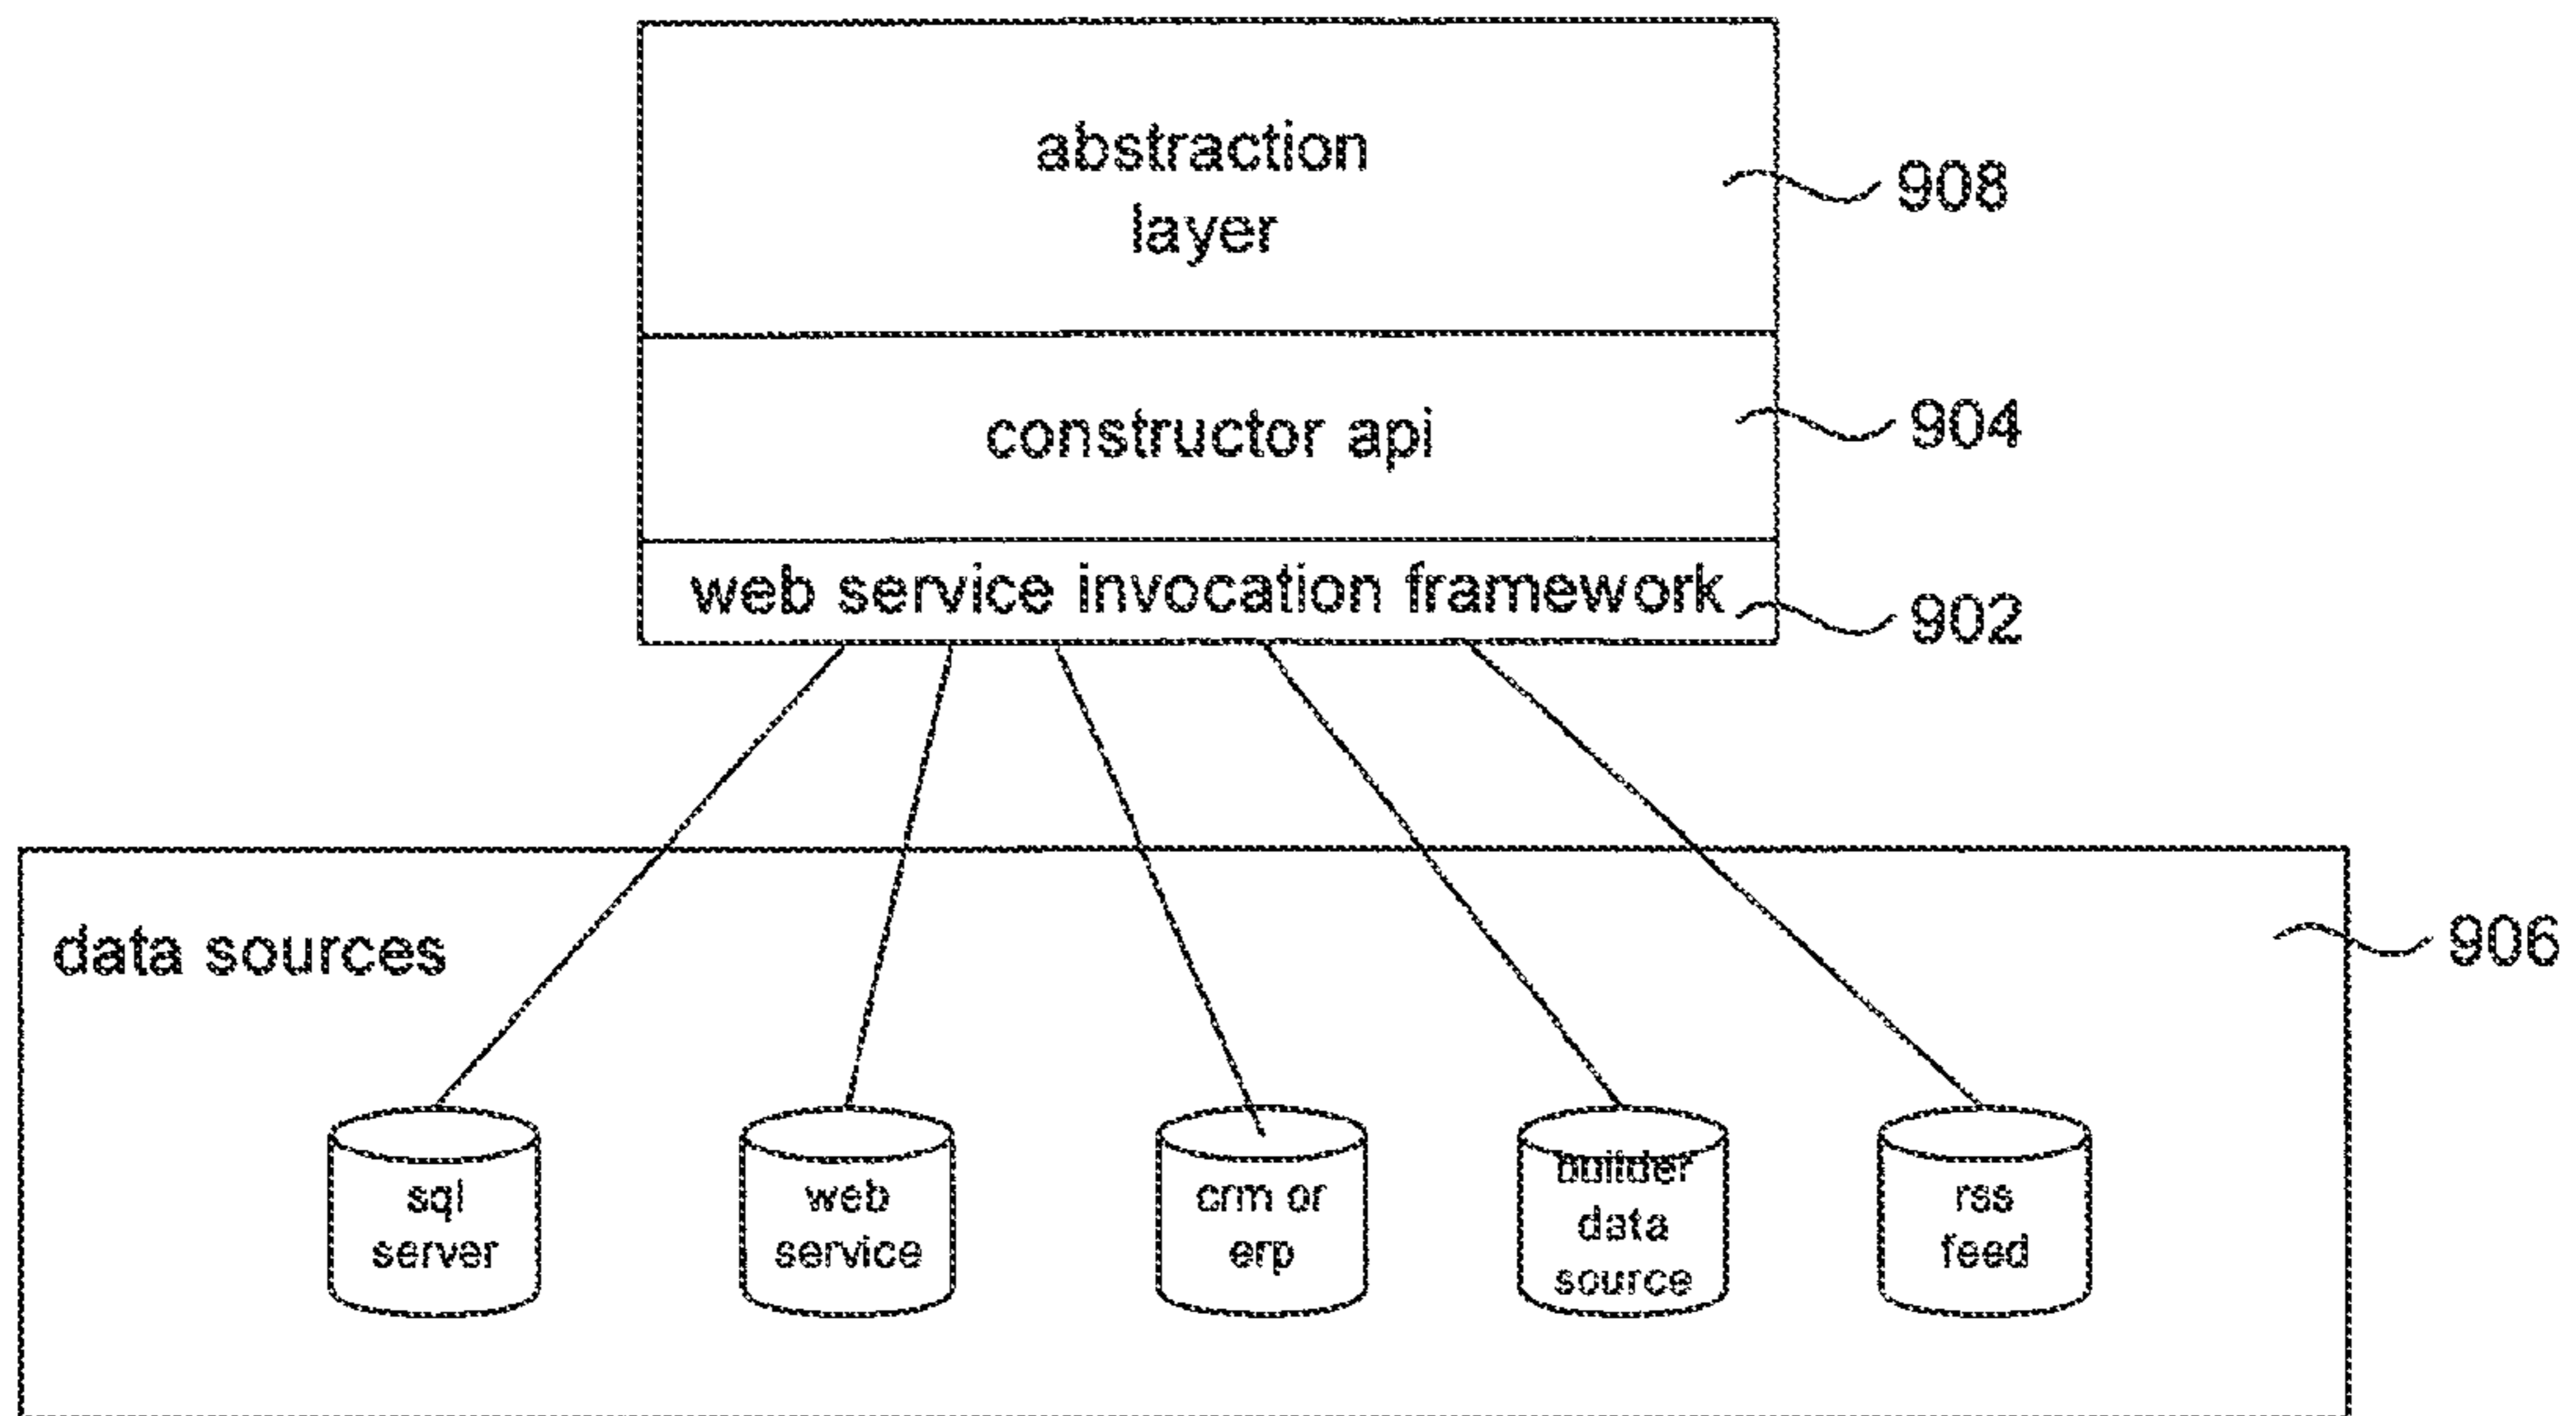 abstraction
layer
908
constructor api
904
web service invocation framework
902
data sources
906
sql
server
web
service
crm or
erp
builder
data
source
rss
feed